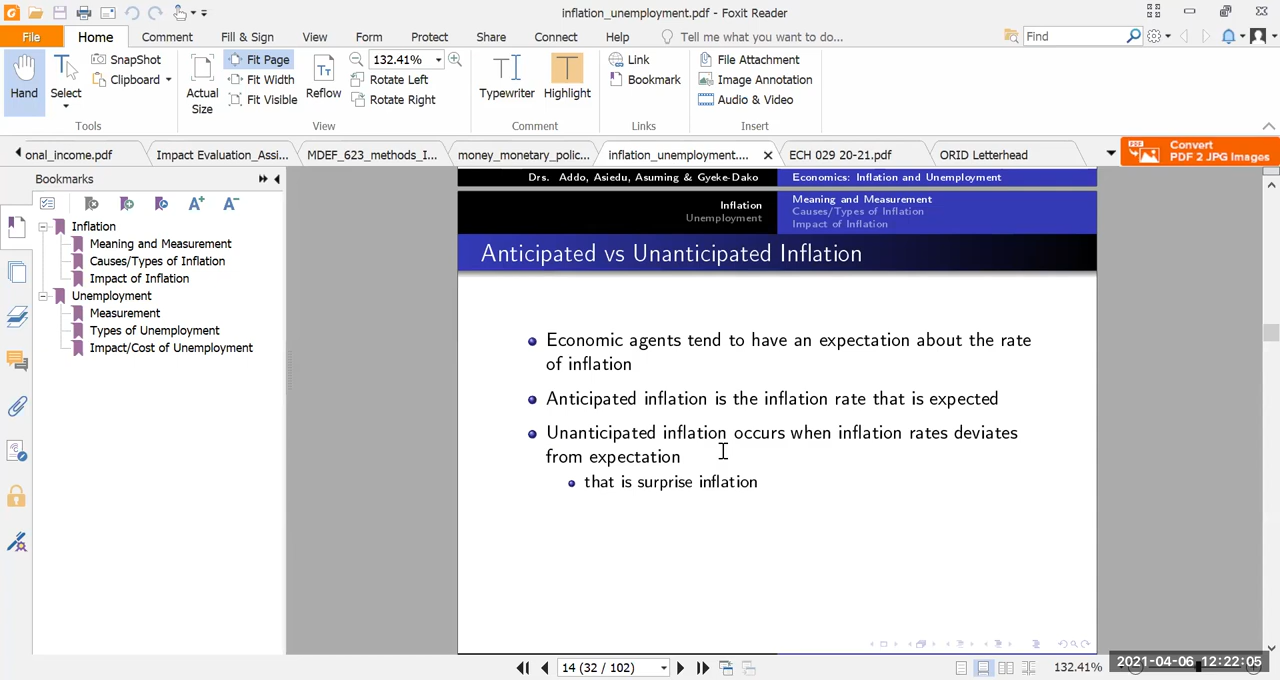 inflation_unemployment.pdf - Foxit Reader
File
Home
Comment
Fill & Sign
View
Form
Protect
Share
Connect
Help
Tell me what you want to do...
Find
Hand
Select
SnapShot
Clipboard
Tools
Actual
Size
Fit Page
Fit Width
Fit Visible
Reflow
132.41%
Rotate Left
Rotate Right
View
Typewriter
Highlight
Comment
Link
Bookmark
Links
File Attachment
Image Annotation
Audio & Video
Insert
onal_income.pdf
Impact Evaluation_Assi...
MDEF_623_methods_I...
money_monetary_polic...
inflation_unemployment....
ECH 029 20-21.pdf
ORID Letterhead
Convert
PDF 2 JPG Images
Bookmarks
A+
A-
Inflation
Meaning and Measurement
Causes/Types of Inflation
Impact of Inflation
Unemployment
Measurement
Types of Unemployment
Impact/Cost of Unemployment
Drs. Addo, Asiedu, Asuming & Gyeke-Dako
Economics: Inflation and Unemployment
Inflation
Unemployment
Meaning and Measurement
Causes/Types of Inflation
Impact of Inflation
Anticipated vs Unanticipated Inflation
Economic agents tend to have an expectation about the rate
of inflation
Anticipated inflation is the inflation rate that is expected
Unanticipated inflation occurs when inflation rates deviates
from expectation
that is surprise inflation
14 (32 / 102)
132.41%
2021-04-06 12:22:05